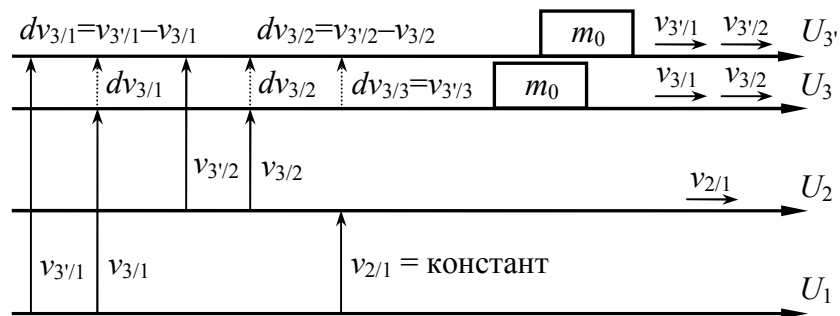 dv₃/₁=v₃'/₁–v₃/₁ dv₃/₂=v₃'/₂–v₃/₂ m₀ v₃'/₁ v₃'/₂ U₃'
dv₃/₁ dv₃/₂ dv₃/₃=v₃'/₃ m₀ v₃/₁ v₃/₂ U₃
v₃'/₂ v₃/₂ v₂/₁ U₂
v₃'/₁ v₃/₁ v₂/₁ = констант U₁